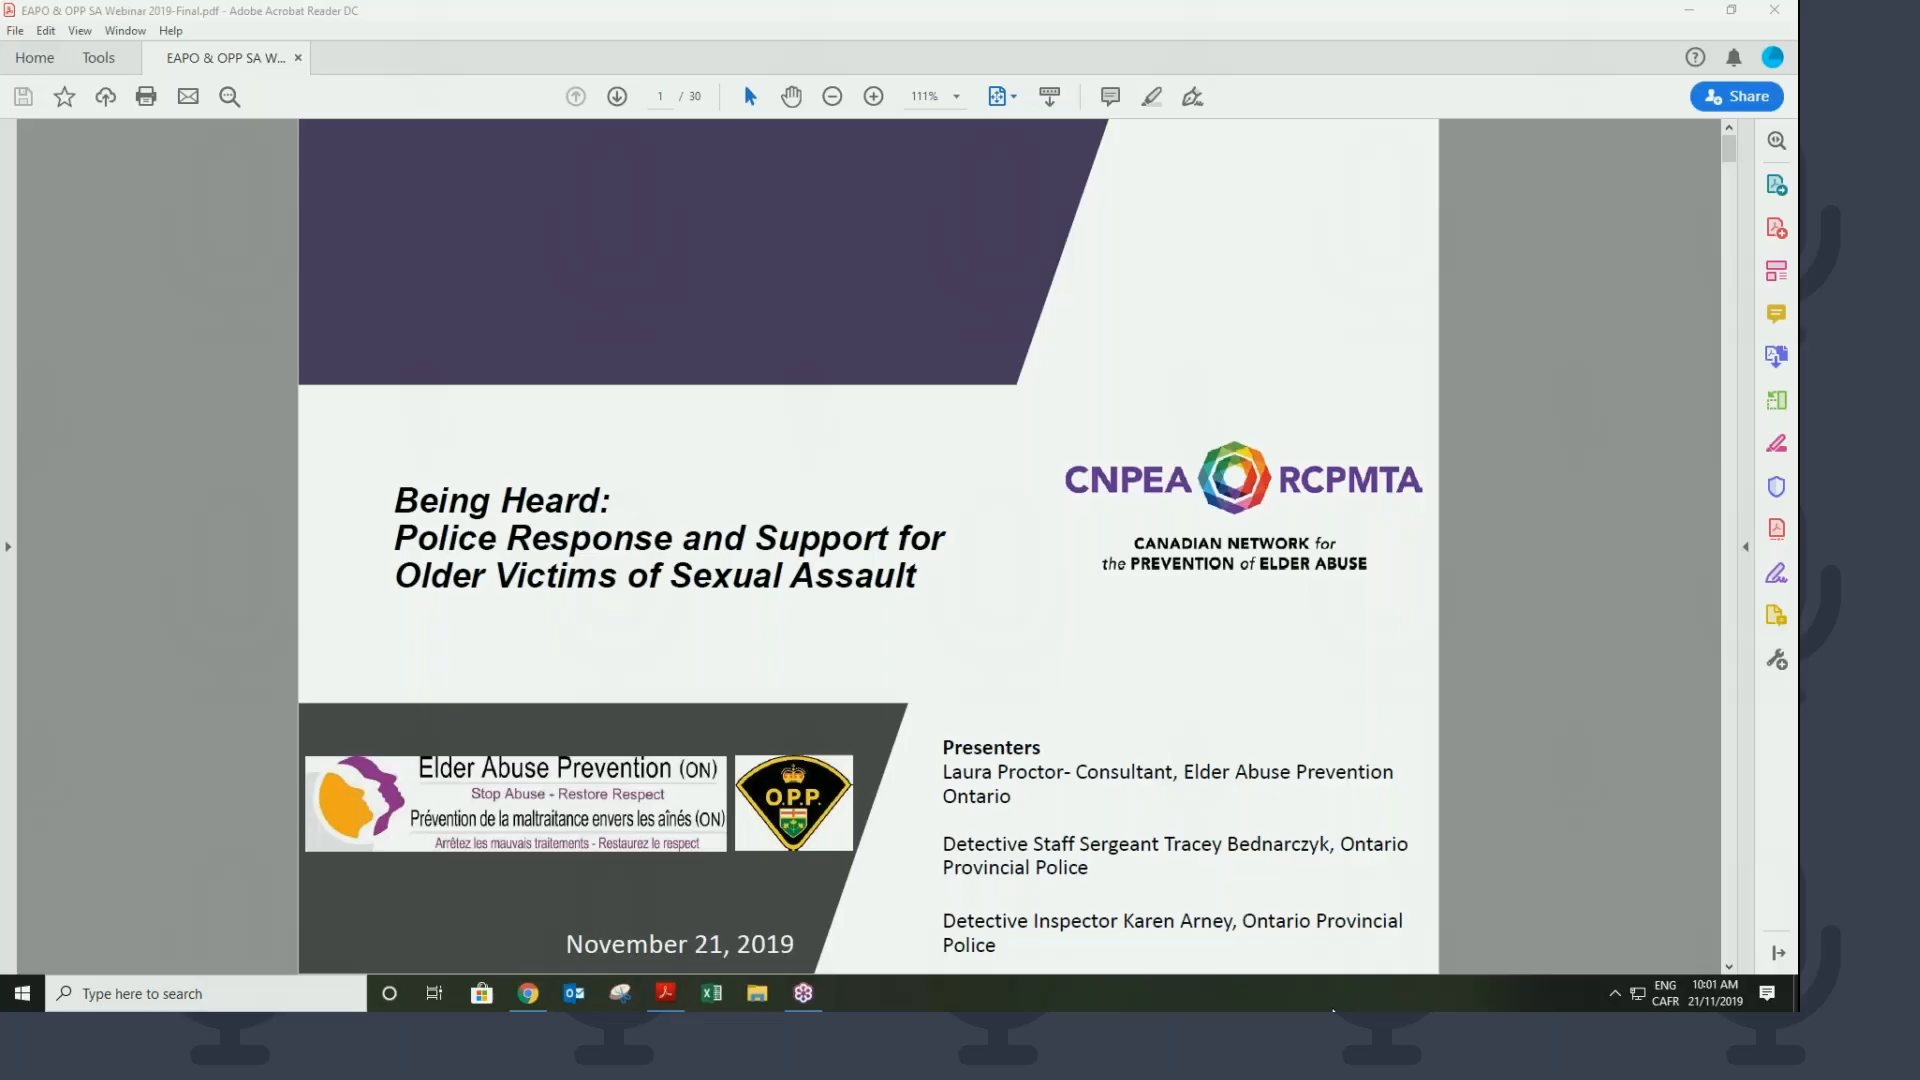 EAPO & OPP SA Webinar 2019-Final.pdf - Adobe Acrobat Reader DC
File Edit View Window Help
Home Tools EAPO & OPP SA W... ×
1 / 30 111% Share
Being Heard:
Police Response and Support for
Older Victims of Sexual Assault
CNPEA RCPMTA
CANADIAN NETWORK for
the PREVENTION of ELDER ABUSE
Elder Abuse Prevention (ON)
Stop Abuse - Restore Respect
Prévention de la maltraitance envers les aînés (ON)
Arrêtez les mauvais traitements - Restaurez le respect
O.P.P.
November 21, 2019
Presenters
Laura Proctor- Consultant, Elder Abuse Prevention
Ontario
Detective Staff Sergeant Tracey Bednarczyk, Ontario
Provincial Police
Detective Inspector Karen Arney, Ontario Provincial
Police
Type here to search
ENG 10:01 AM
CAFR 21/11/2019